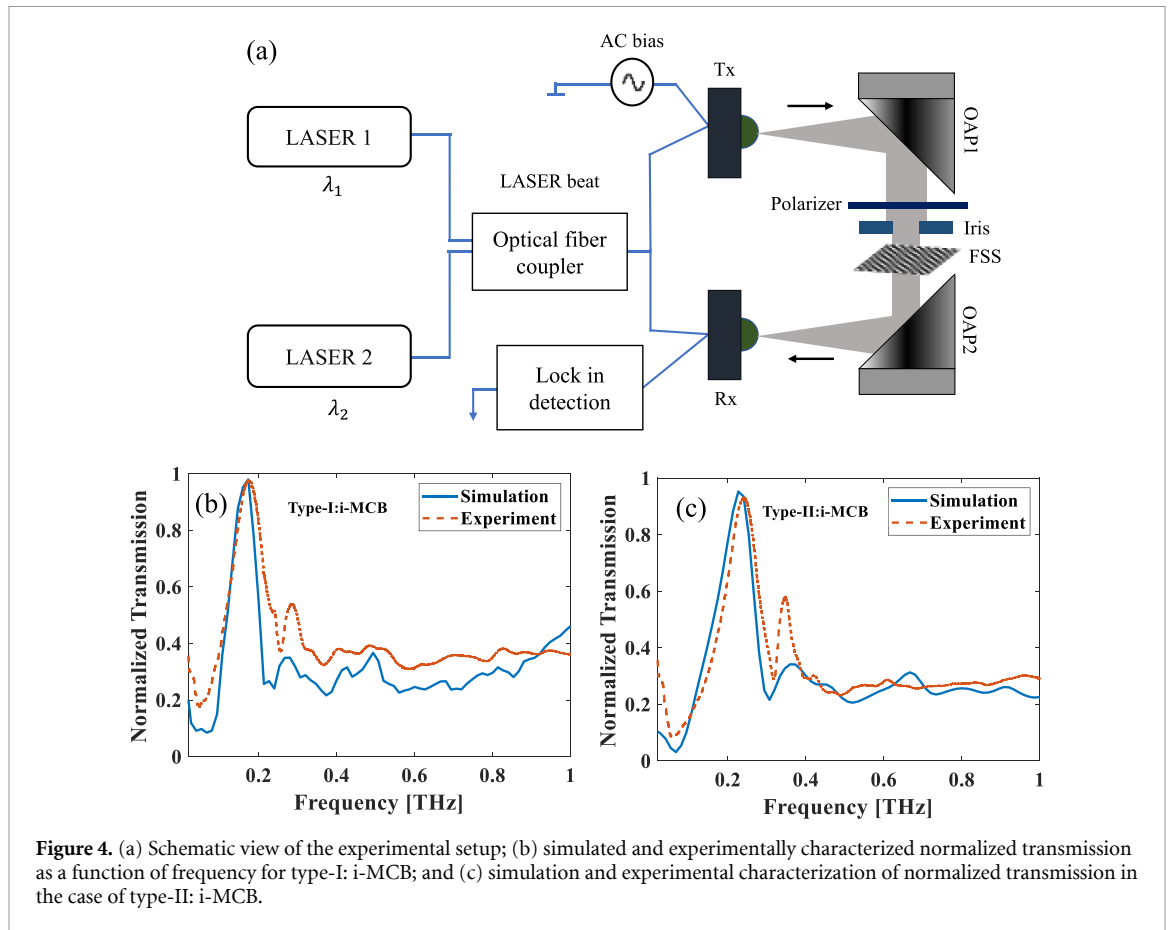 (a)
AC bias
Tx
LASER 1
λ1
LASER beat
OAP1
Polarizer
Iris
FSS
Optical fiber
coupler
LASER 2
λ2
Lock in
detection
Rx
OAP2
(b)
Type-I:i-MCB
Simulation
Experiment
Normalized Transmission
1
0.8
0.6
0.4
0.2
0
0.2
0.4
0.6
0.8
1
Frequency [THz]
(c)
Type-II:i-MCB
Simulation
Experiment
Normalized Transmission
1
0.8
0.6
0.4
0.2
0
0.2
0.4
0.6
0.8
1
Frequency [THz]
Figure 4. (a) Schematic view of the experimental setup; (b) simulated and experimentally characterized normalized transmission
as a function of frequency for type-I: i-MCB; and (c) simulation and experimental characterization of normalized transmission in
the case of type-II: i-MCB.